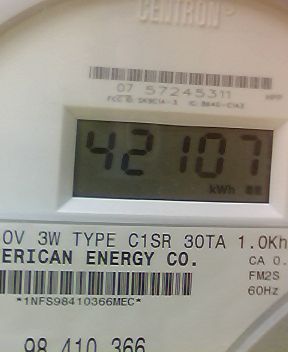 CENTRON®
07 57245311
42107
kWh
0V 3W TYPE C1SR 30TA 1.0Kh
ERICAN ENERGY CO.
CA 0.
FM2S
60Hz
*1NFS98410366MEC*
98 410 366